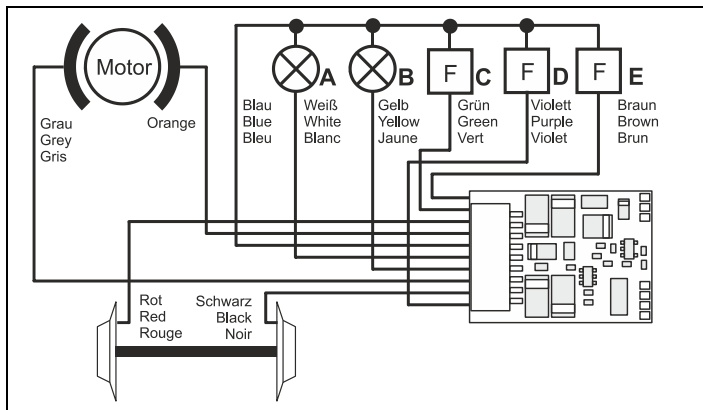 Motor
A
B
F
C
F
D
F
E
Grau
Grey
Gris
Orange
Blau
Blue
Bleu
Weiß
White
Blanc
Gelb
Yellow
Jaune
Grün
Green
Vert
Violett
Purple
Violet
Braun
Brown
Brun
Rot
Red
Rouge
Schwarz
Black
Noir